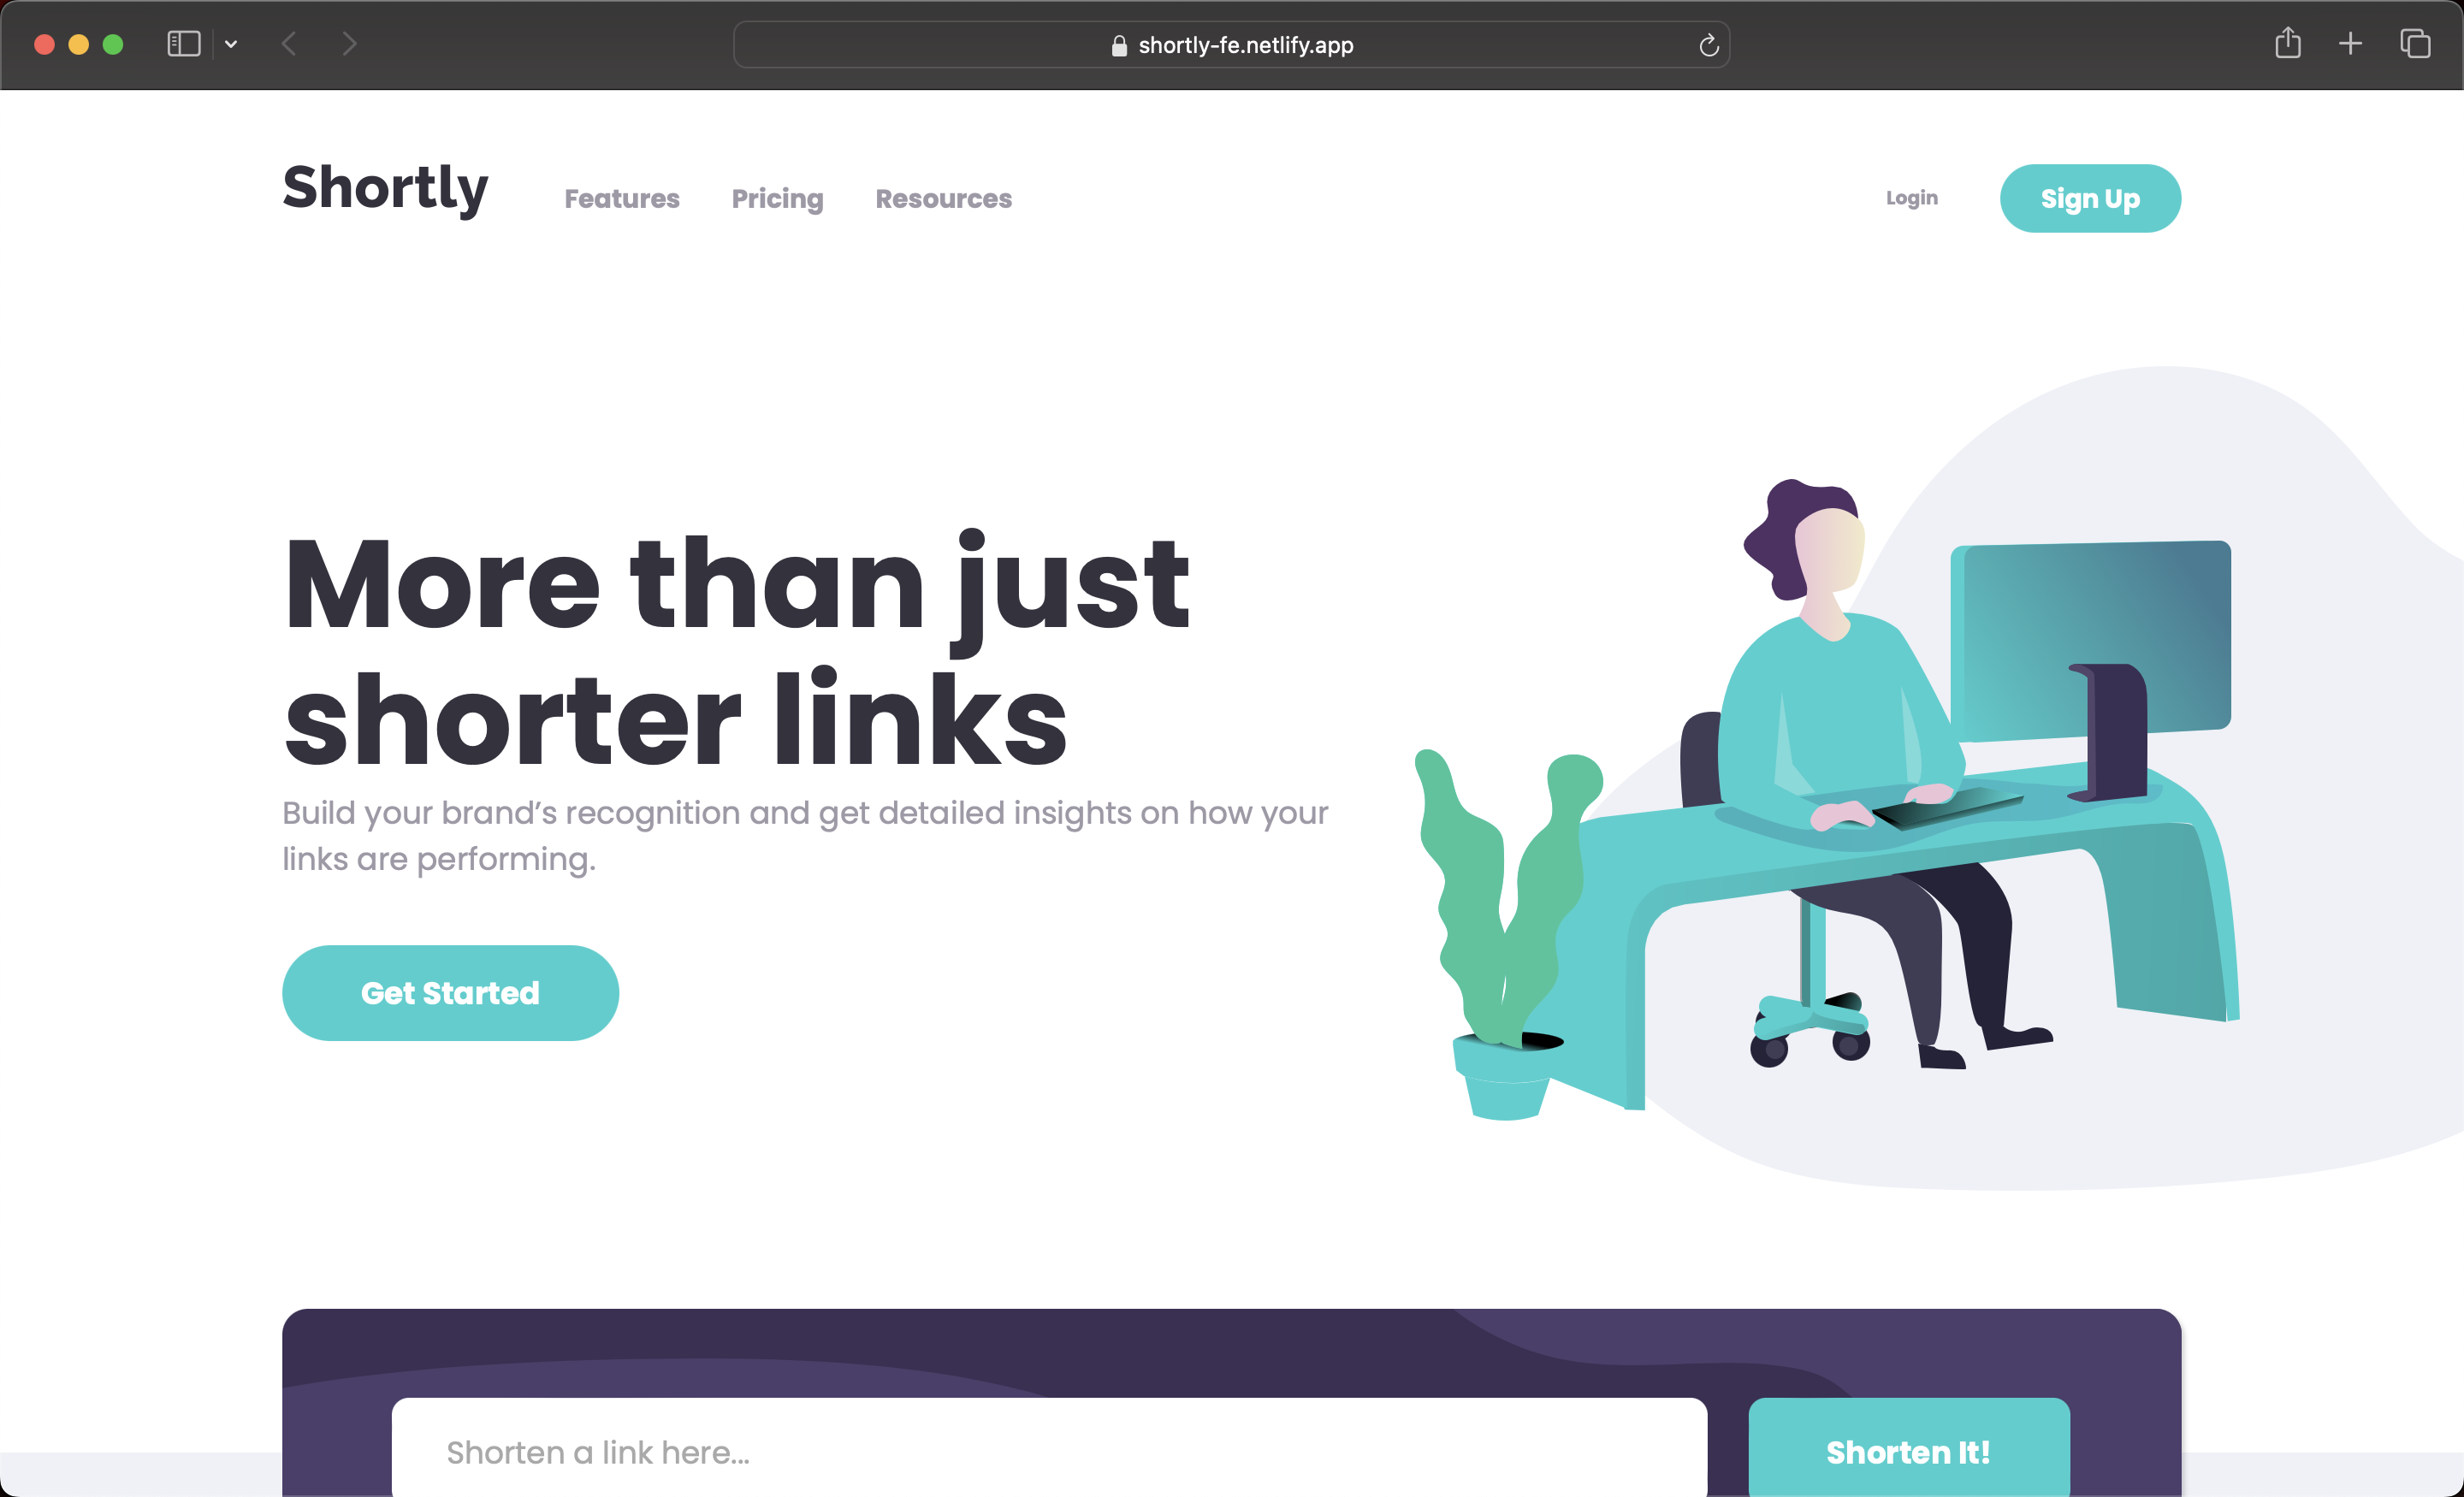 shortly-fe.netlify.app
Shortly
Features
Pricing
Resources
Login
Sign Up
More than just
shorter links
Build your brand’s recognition and get detailed insights on how your
links are performing.
Get Started
Shorten a link here...
Shorten It!